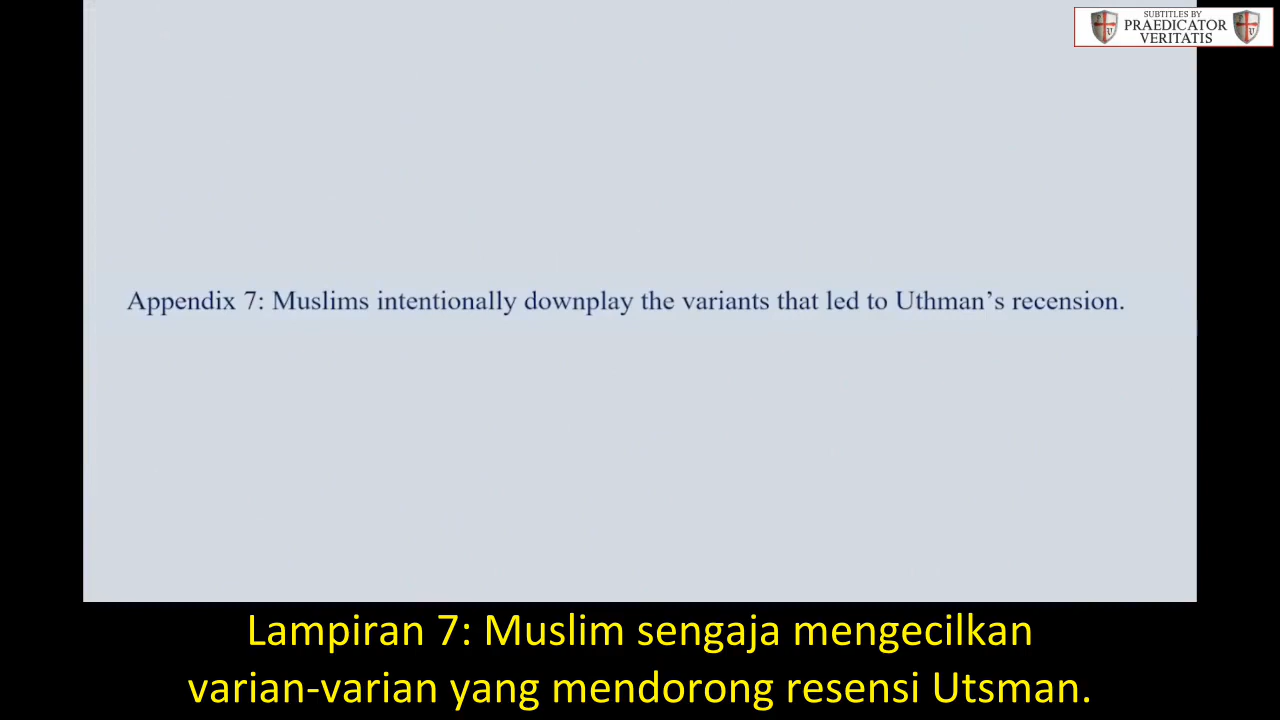 SUBTITLES BY
PRAEDICATOR
VERITATIS
Appendix 7: Muslims intentionally downplay the variants that led to Uthman’s recension.
Lampiran 7: Muslim sengaja mengecilkan
varian-varian yang mendorong resensi Utsman.